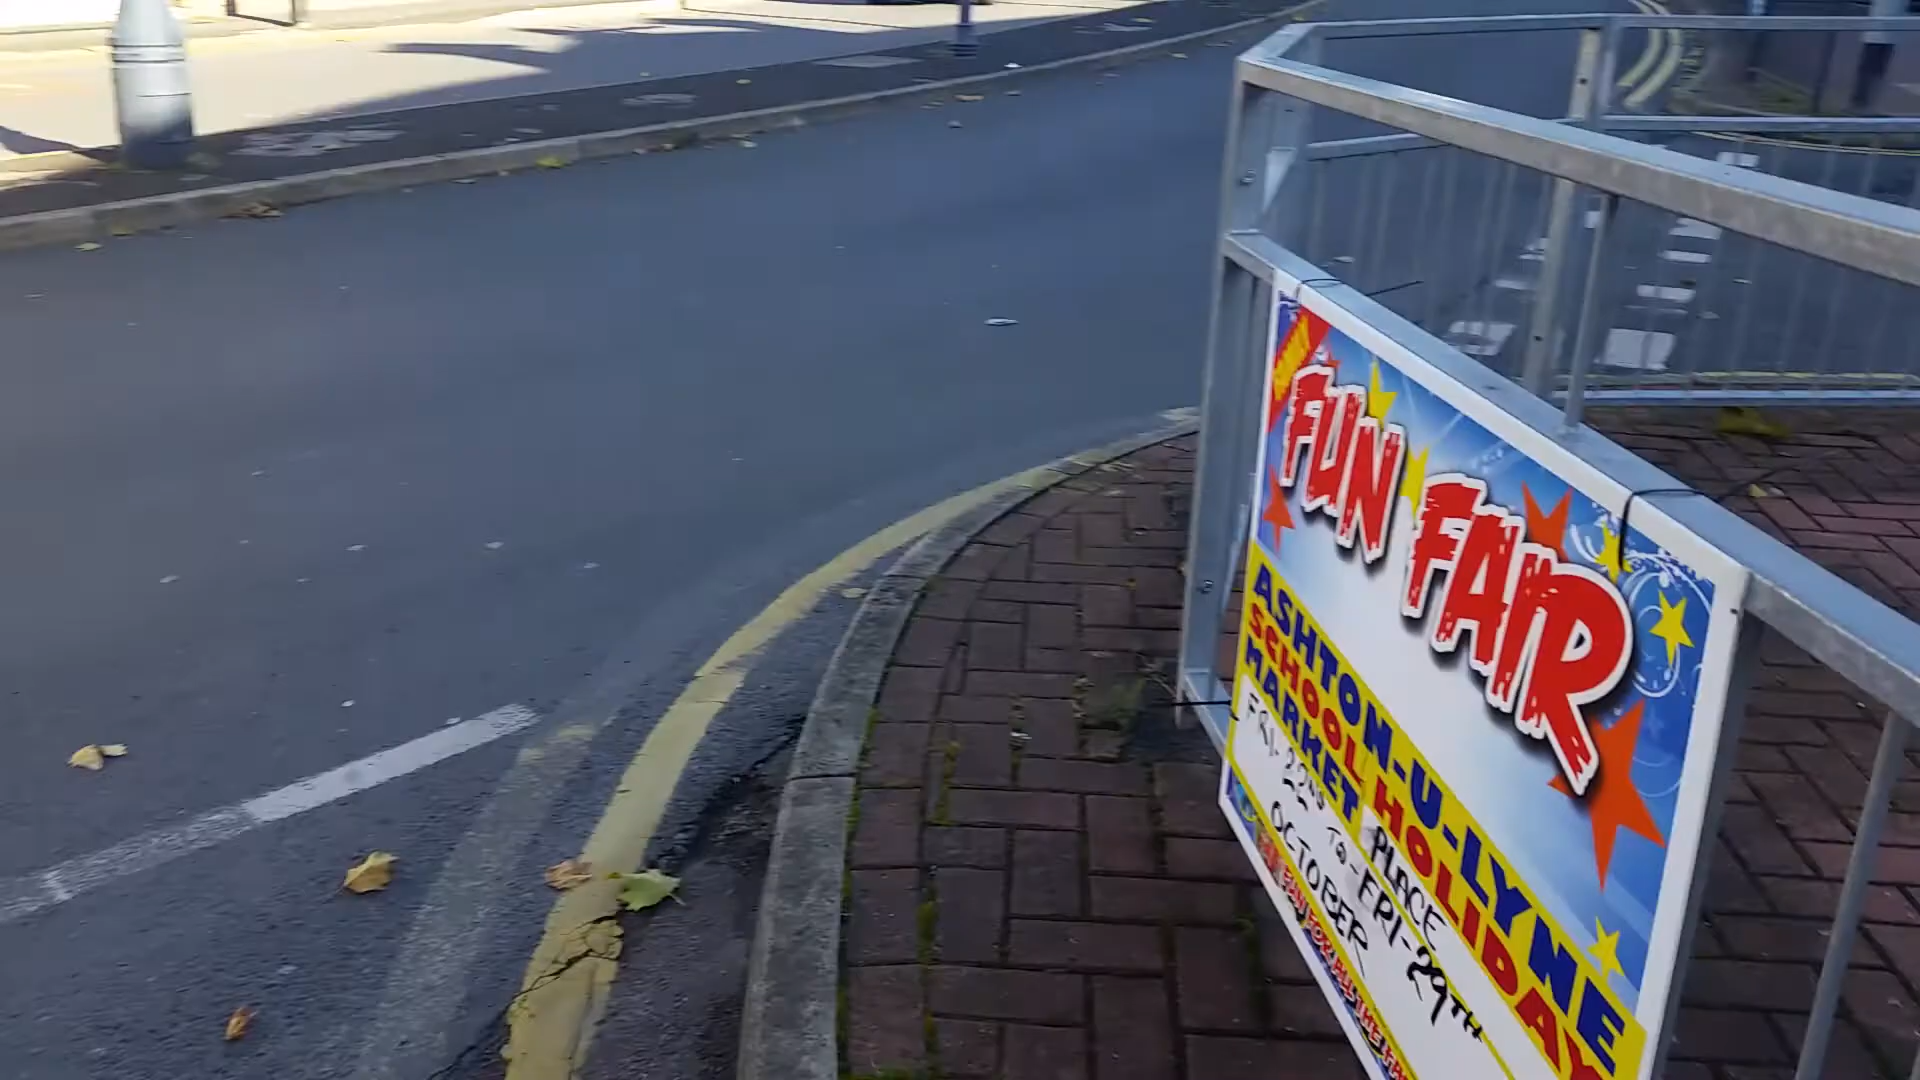 FUN FAIR
ASHTON-U-LYNE
SCHOOL HOLIDAY
MARKET PLACE
FRI-22ND TO-FRI-29TH
OCTOBER